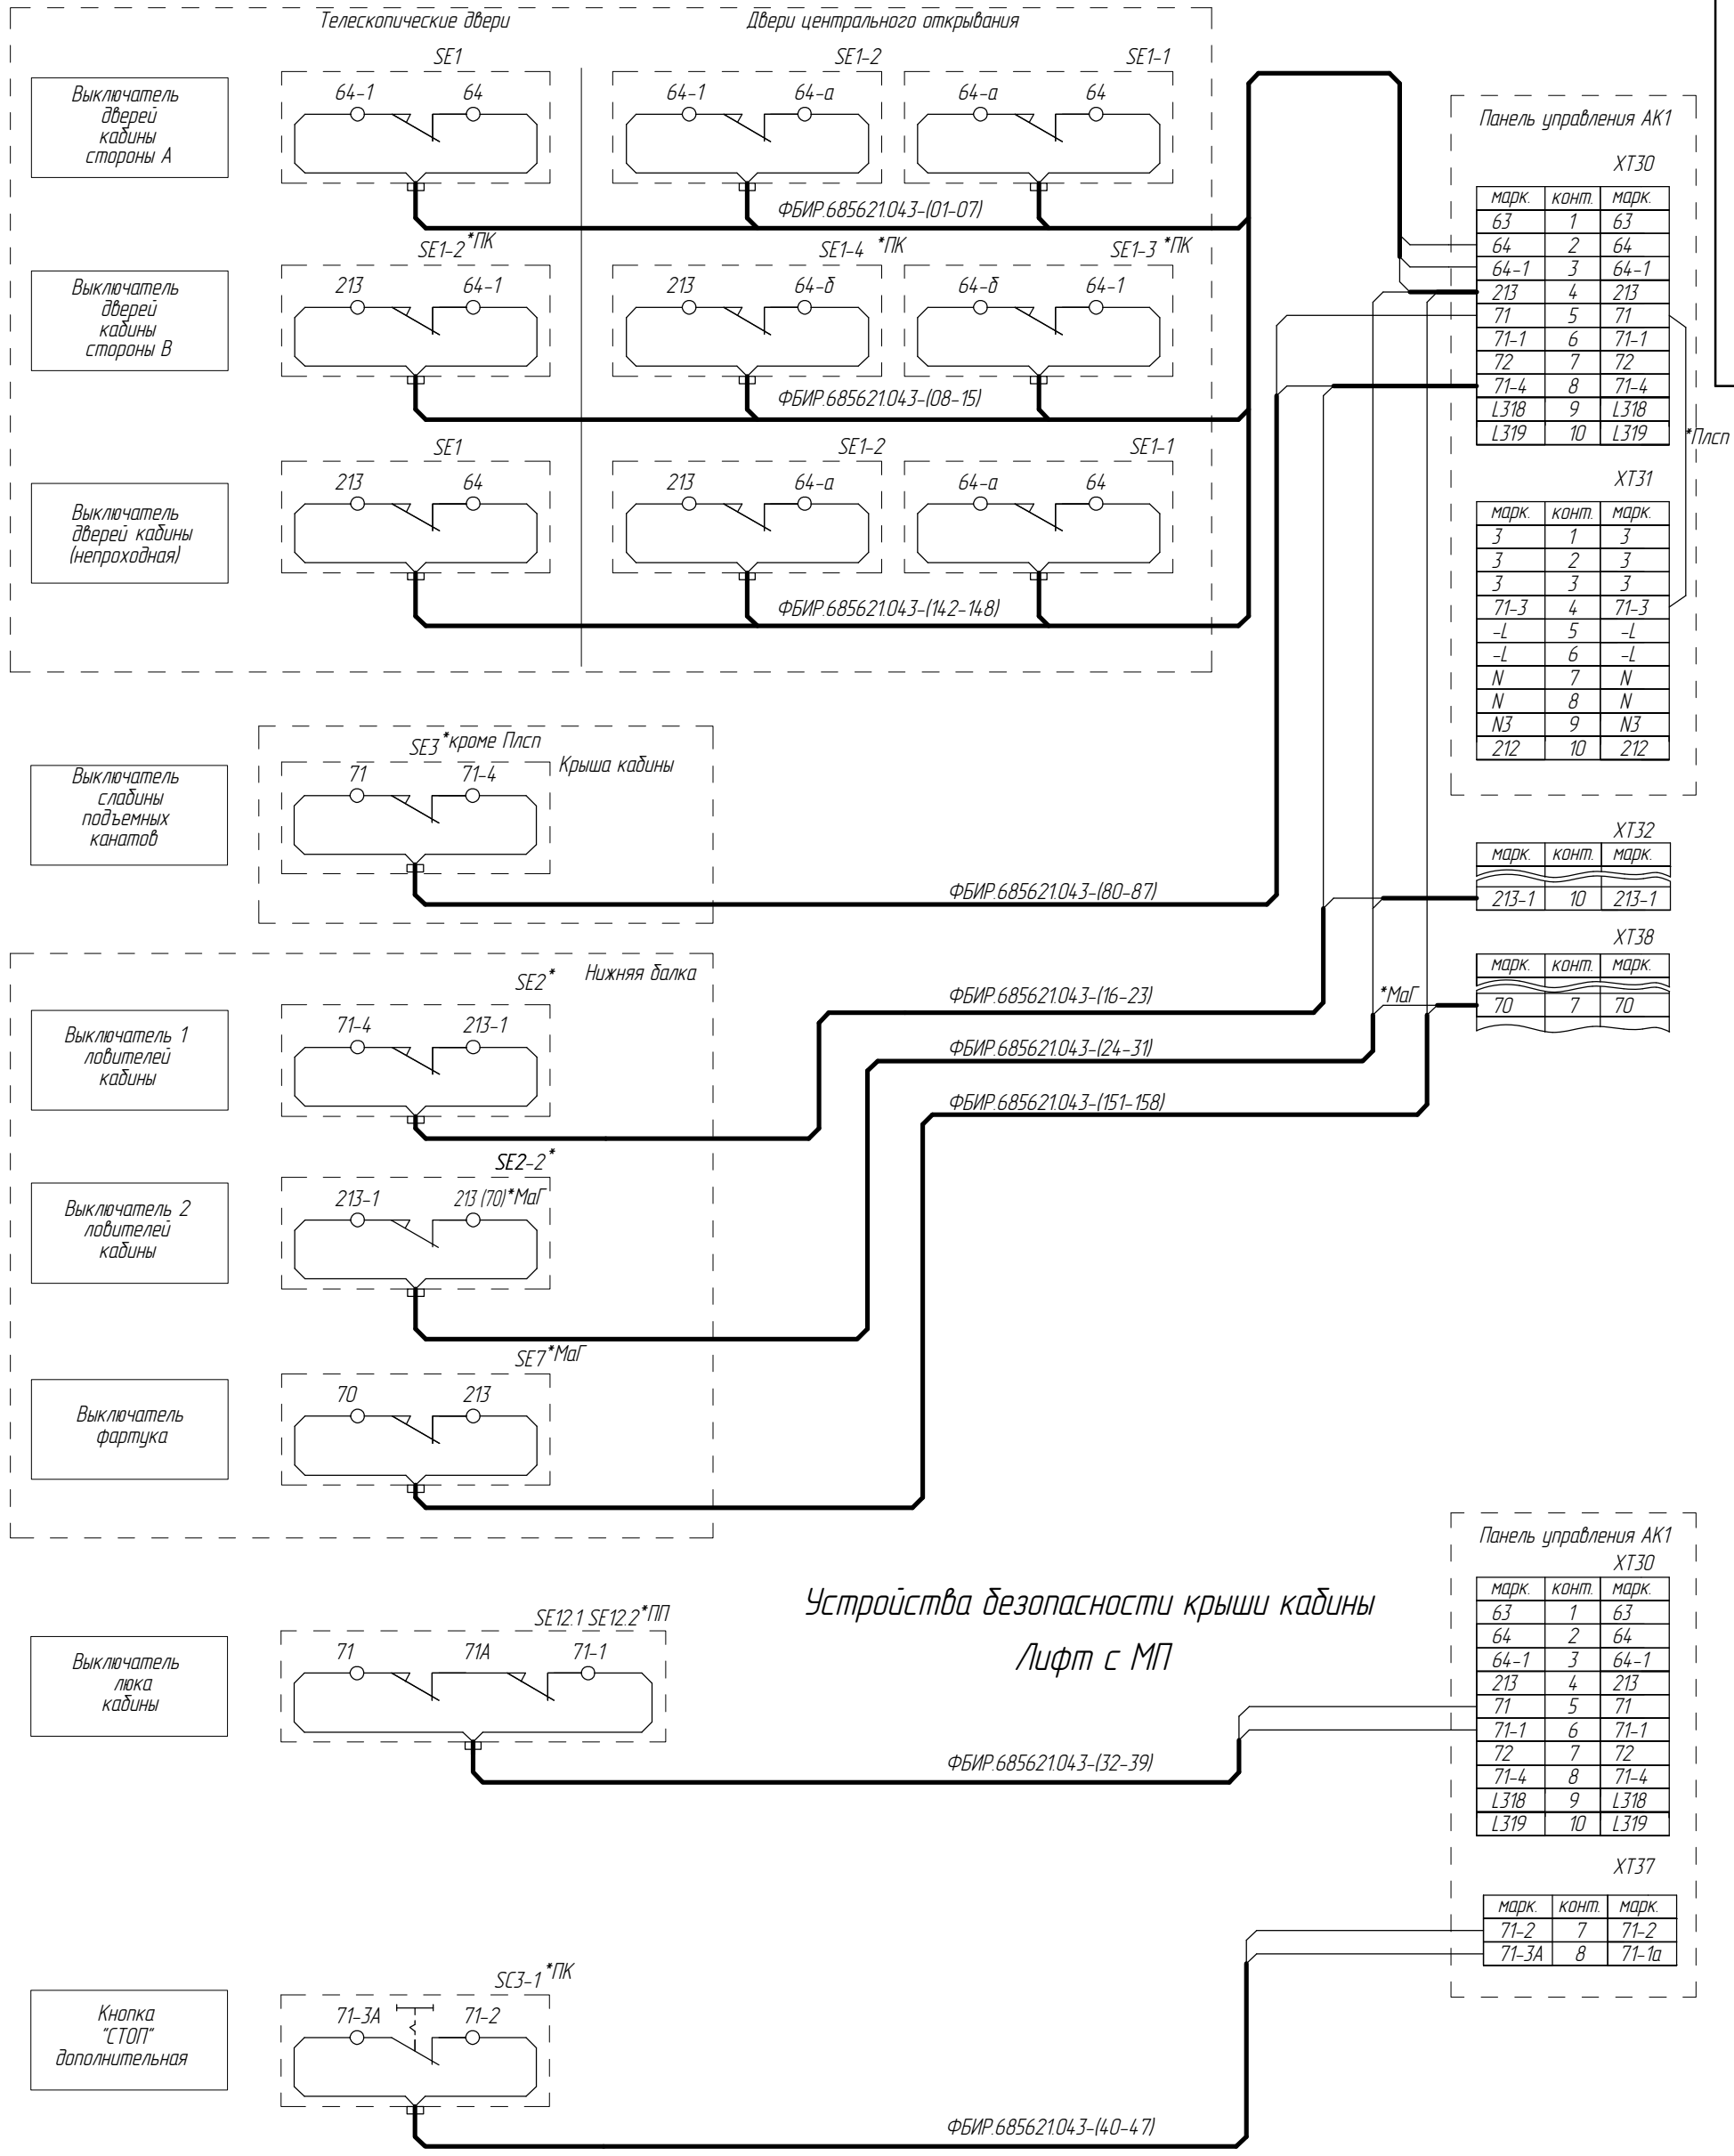 Телескопические двери
Двери центрального открывания
Выключатель
дверей
кабины
стороны А
SE1
64-1 64
SE1-2
64-1 64-а
SE1-1
64-а 64
ФБИР.685621.043-(01-07)
Выключатель
дверей
кабины
стороны В
SE1-2*ПК
213 64-1
SE1-4 *ПК
213 64-б
SE1-3 *ПК
64-б 64-1
ФБИР.685621.043-(08-15)
Выключатель
дверей кабины
(непроходная)
SE1
213 64
SE1-2
213 64-а
SE1-1
64-а 64
ФБИР.685621.043-(142-148)
Панель управления АК1
XT30
марк. конт. марк.
63 1 63
64 2 64
64-1 3 64-1
213 4 213
71 5 71
71-1 6 71-1
72 7 72
71-4 8 71-4
L318 9 L318
L319 10 L319
*Плсп
XT31
марк. конт. марк.
3 1 3
3 2 3
3 3 3
71-3 4 71-3
-L 5 -L
-L 6 -L
N 7 N
N 8 N
N3 9 N3
212 10 212
Выключатель
слабины
подъемных
канатов
SE3 *кроме Плсп
Крыша кабины
71 71-4
ФБИР.685621.043-(80-87)
XT32
марк. конт. марк.
213-1 10 213-1
XT38
марк. конт. марк.
*МаГ
70 7 70
Нижняя балка
Выключатель 1
ловителей
кабины
SE2*
71-4 213-1
ФБИР.685621.043-(16-23)
ФБИР.685621.043-(24-31)
ФБИР.685621.043-(151-158)
Выключатель 2
ловителей
кабины
SE2-2*
213-1 213 (70)*МаГ
Выключатель
фартука
SE7*МаГ
70 213
Устройства безопасности крыши кабины
Лифт с МП
Выключатель
люка
кабины
SE12.1 SE12.2*ПП
71 71А 71-1
ФБИР.685621.043-(32-39)
Панель управления АК1
XT30
марк. конт. марк.
63 1 63
64 2 64
64-1 3 64-1
213 4 213
71 5 71
71-1 6 71-1
72 7 72
71-4 8 71-4
L318 9 L318
L319 10 L319
XT37
марк. конт. марк.
71-2 7 71-2
71-3А 8 71-1а
Кнопка
"СТОП"
дополнительная
SC3-1*ПК
71-3А 71-2
ФБИР.685621.043-(40-47)